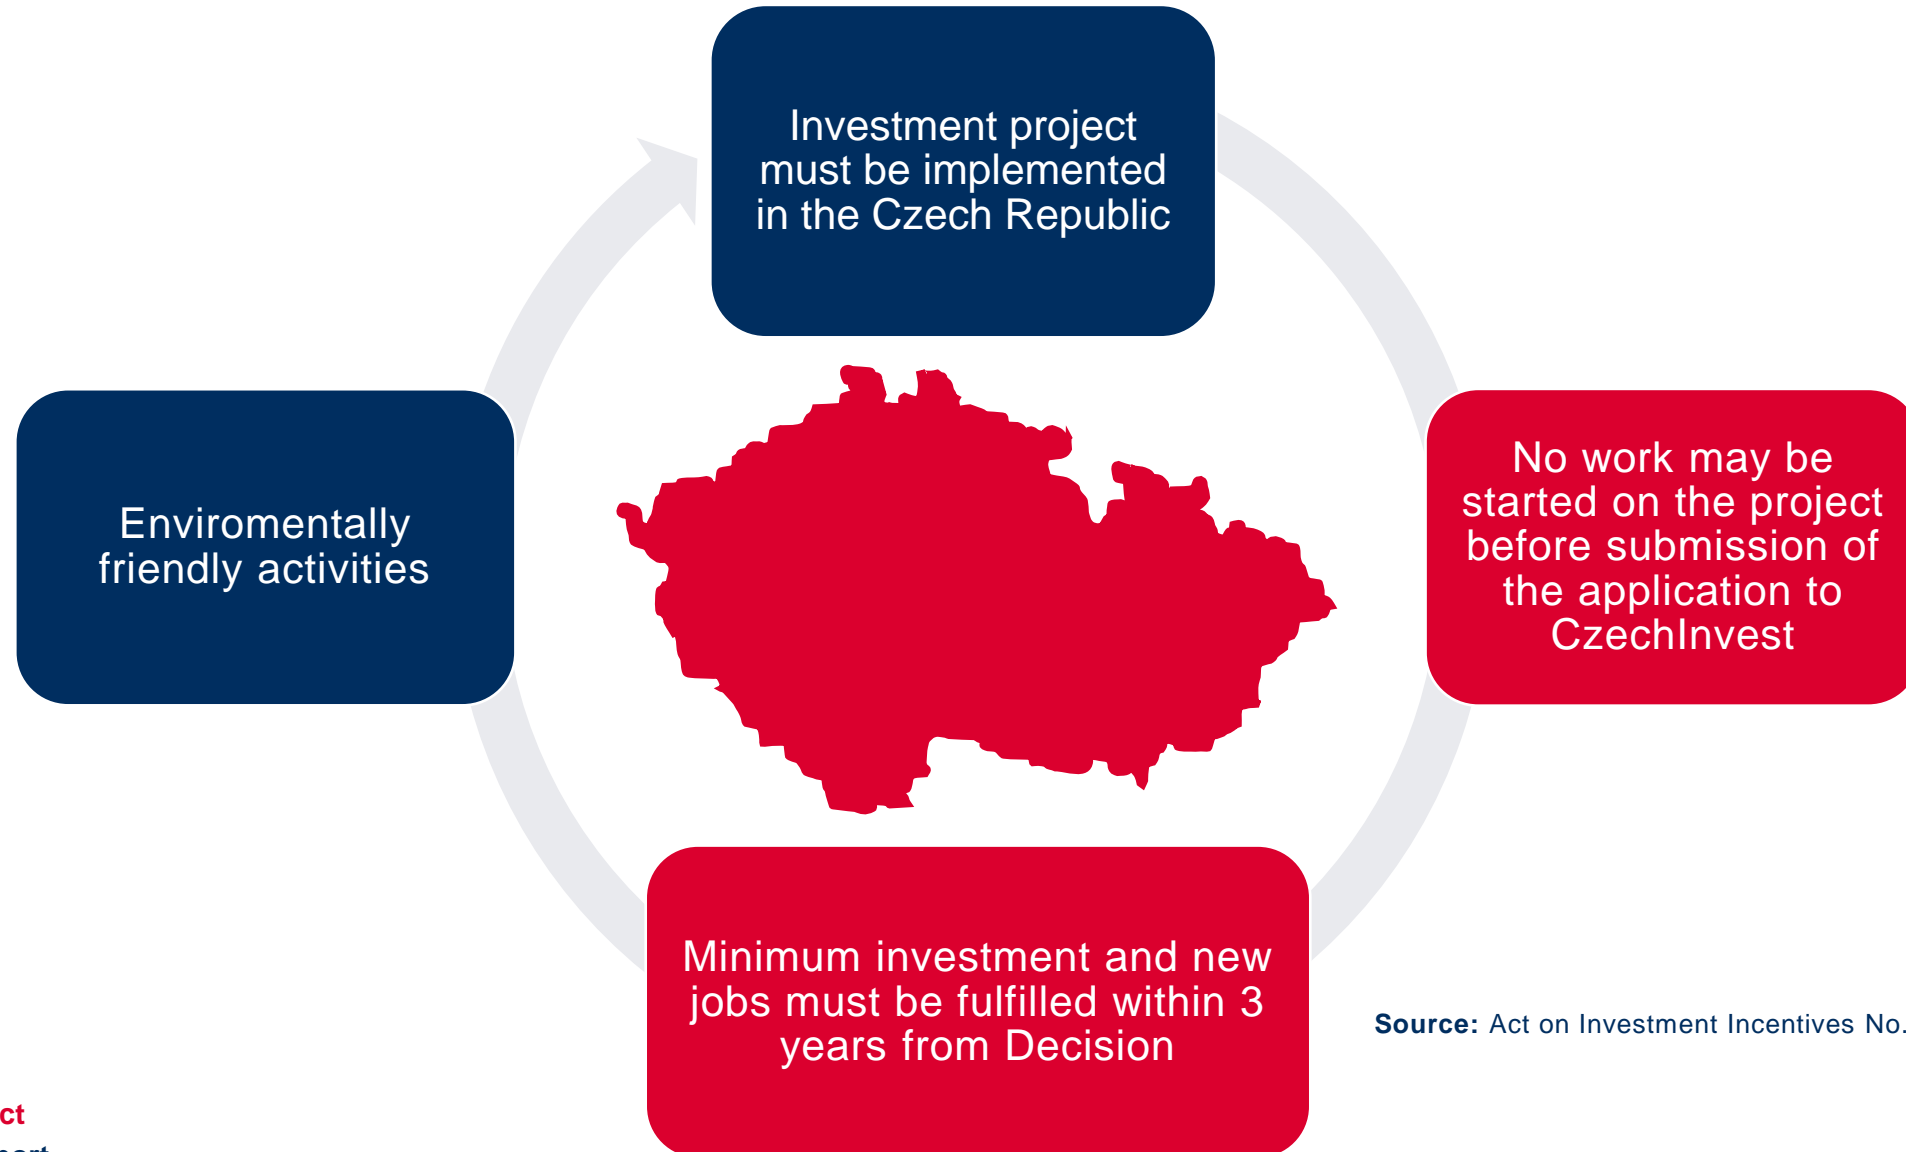 Investment project
must be implemented
in the Czech Republic
No work may be
started on the project
before submission of
the application to
CzechInvest
Enviromentally
friendly activities
Minimum investment and new
jobs must be fulfilled within 3
years from Decision
Source: Act on Investment Incentives No.